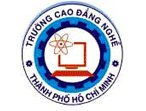 TRƯỜNG CAO ĐẲNG NGHỀ
THÀNH PHỐ HỒ CHÍ MINH